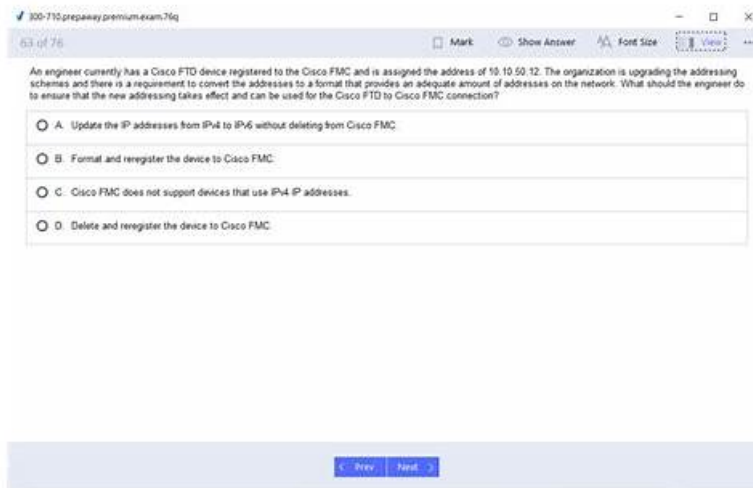 300-710.prepaway.premium.exam.76q
63 of 76
Mark
Show Answer
Font Size
View
An engineer currently has a Cisco FTD device registered to the Cisco FMC and is assigned the address of 10.10.50.12. The organization is upgrading the addressing
schemes and there is a requirement to convert the addresses to a format that provides an adequate amount of addresses on the network. What should the engineer do
to ensure that the new addressing takes effect and can be used for the Cisco FTD to Cisco FMC connection?
A. Update the IP addresses from IPv4 to IPv6 without deleting from Cisco FMC.
B. Format and reregister the device to Cisco FMC.
C. Cisco FMC does not support devices that use IPv4 IP addresses.
D. Delete and reregister the device to Cisco FMC.
Prev
Next